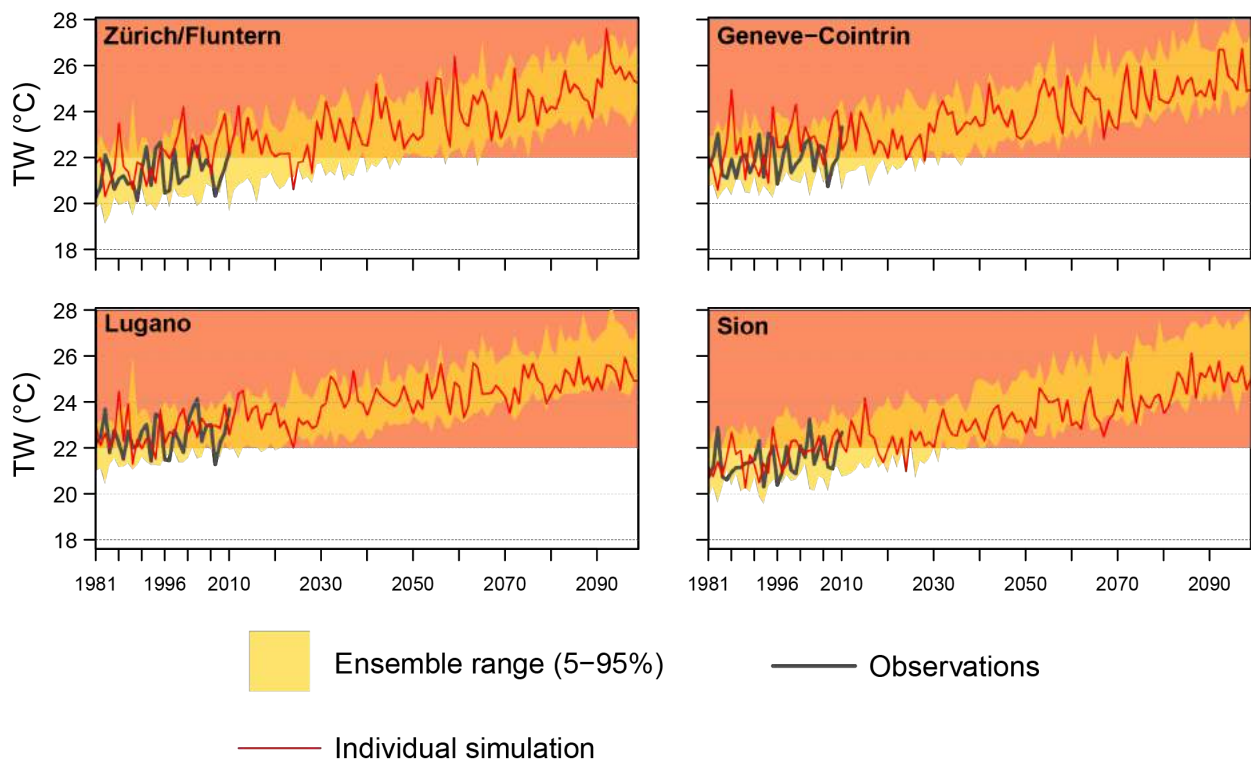 28
26
24
22
20
18
TW (°C)
Zürich/Fluntern
Geneve−Cointrin
28
26
24
22
20
18
TW (°C)
Lugano
Sion
1981 1996 2010 2030 2050 2070 2090
1981 1996 2010 2030 2050 2070 2090
Ensemble range (5−95%)
Observations
Individual simulation